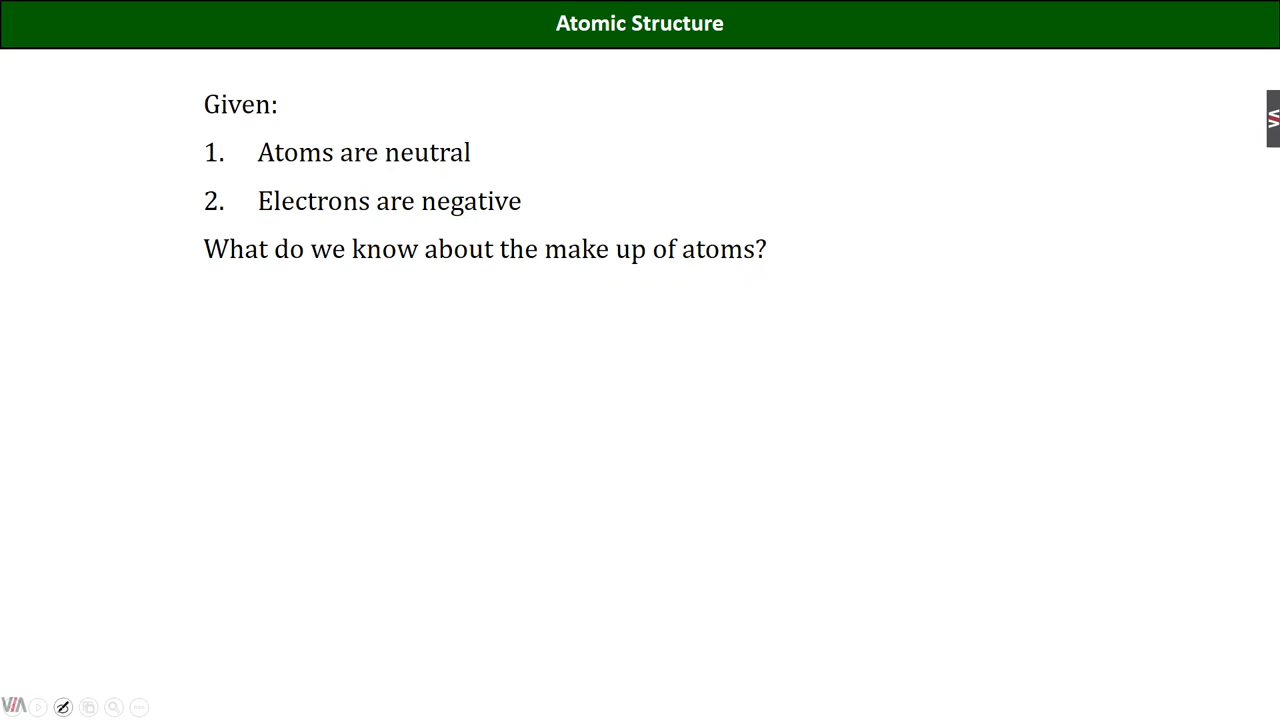 Atomic Structure
Given:
1. Atoms are neutral
2. Electrons are negative
What do we know about the make up of atoms?
VIA